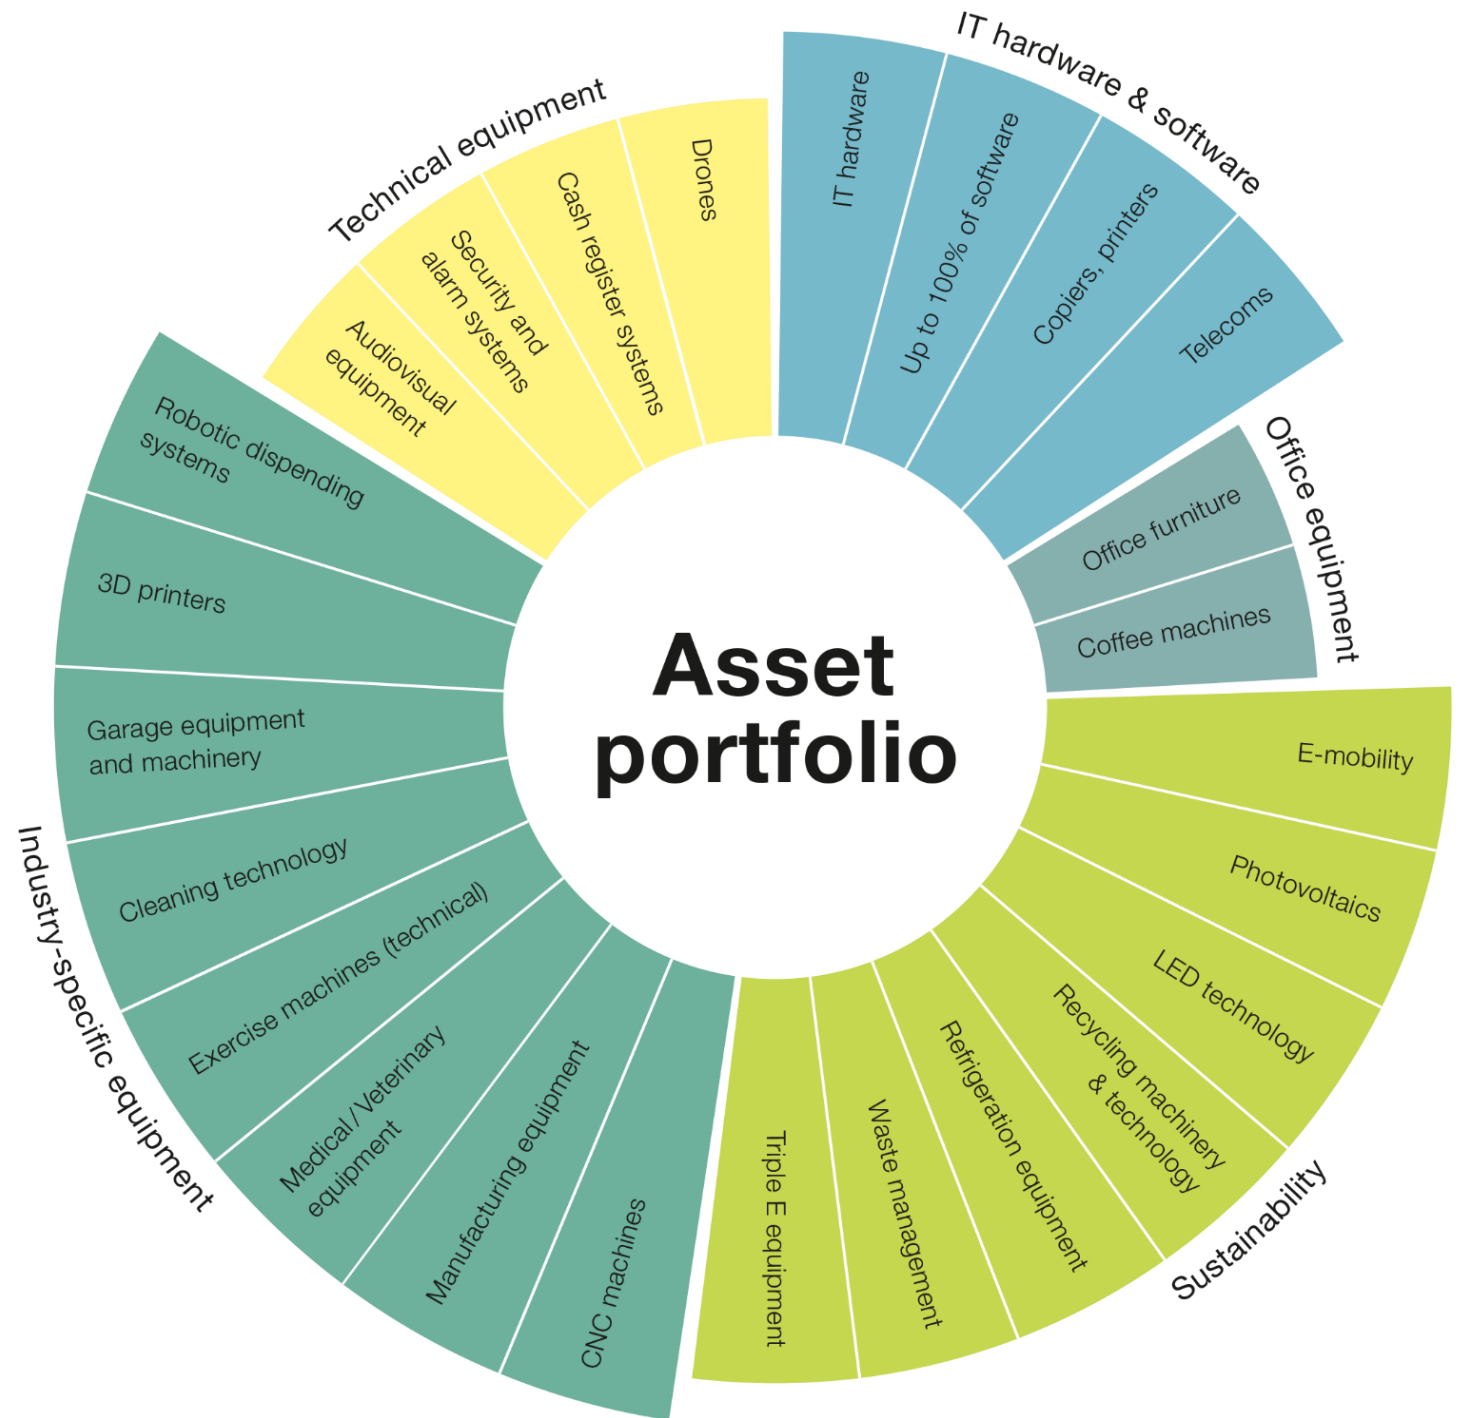 Asset
portfolio
IT hardware & software
IT hardware
Up to 100% of software
Copiers, printers
Telecoms
Office equipment
Office furniture
Coffee machines
Sustainability
E-mobility
Photovoltaics
LED technology
Recycling machinery
& technology
Refrigeration equipment
Waste management
Triple E equipment
Industry-specific equipment
CNC machines
Manufacturing equipment
Medical / Veterinary
equipment
Exercise machines (technical)
Cleaning technology
Garage equipment
and machinery
3D printers
Robotic dispending
systems
Technical equipment
Audiovisual
equipment
Security and
alarm systems
Cash register systems
Drones